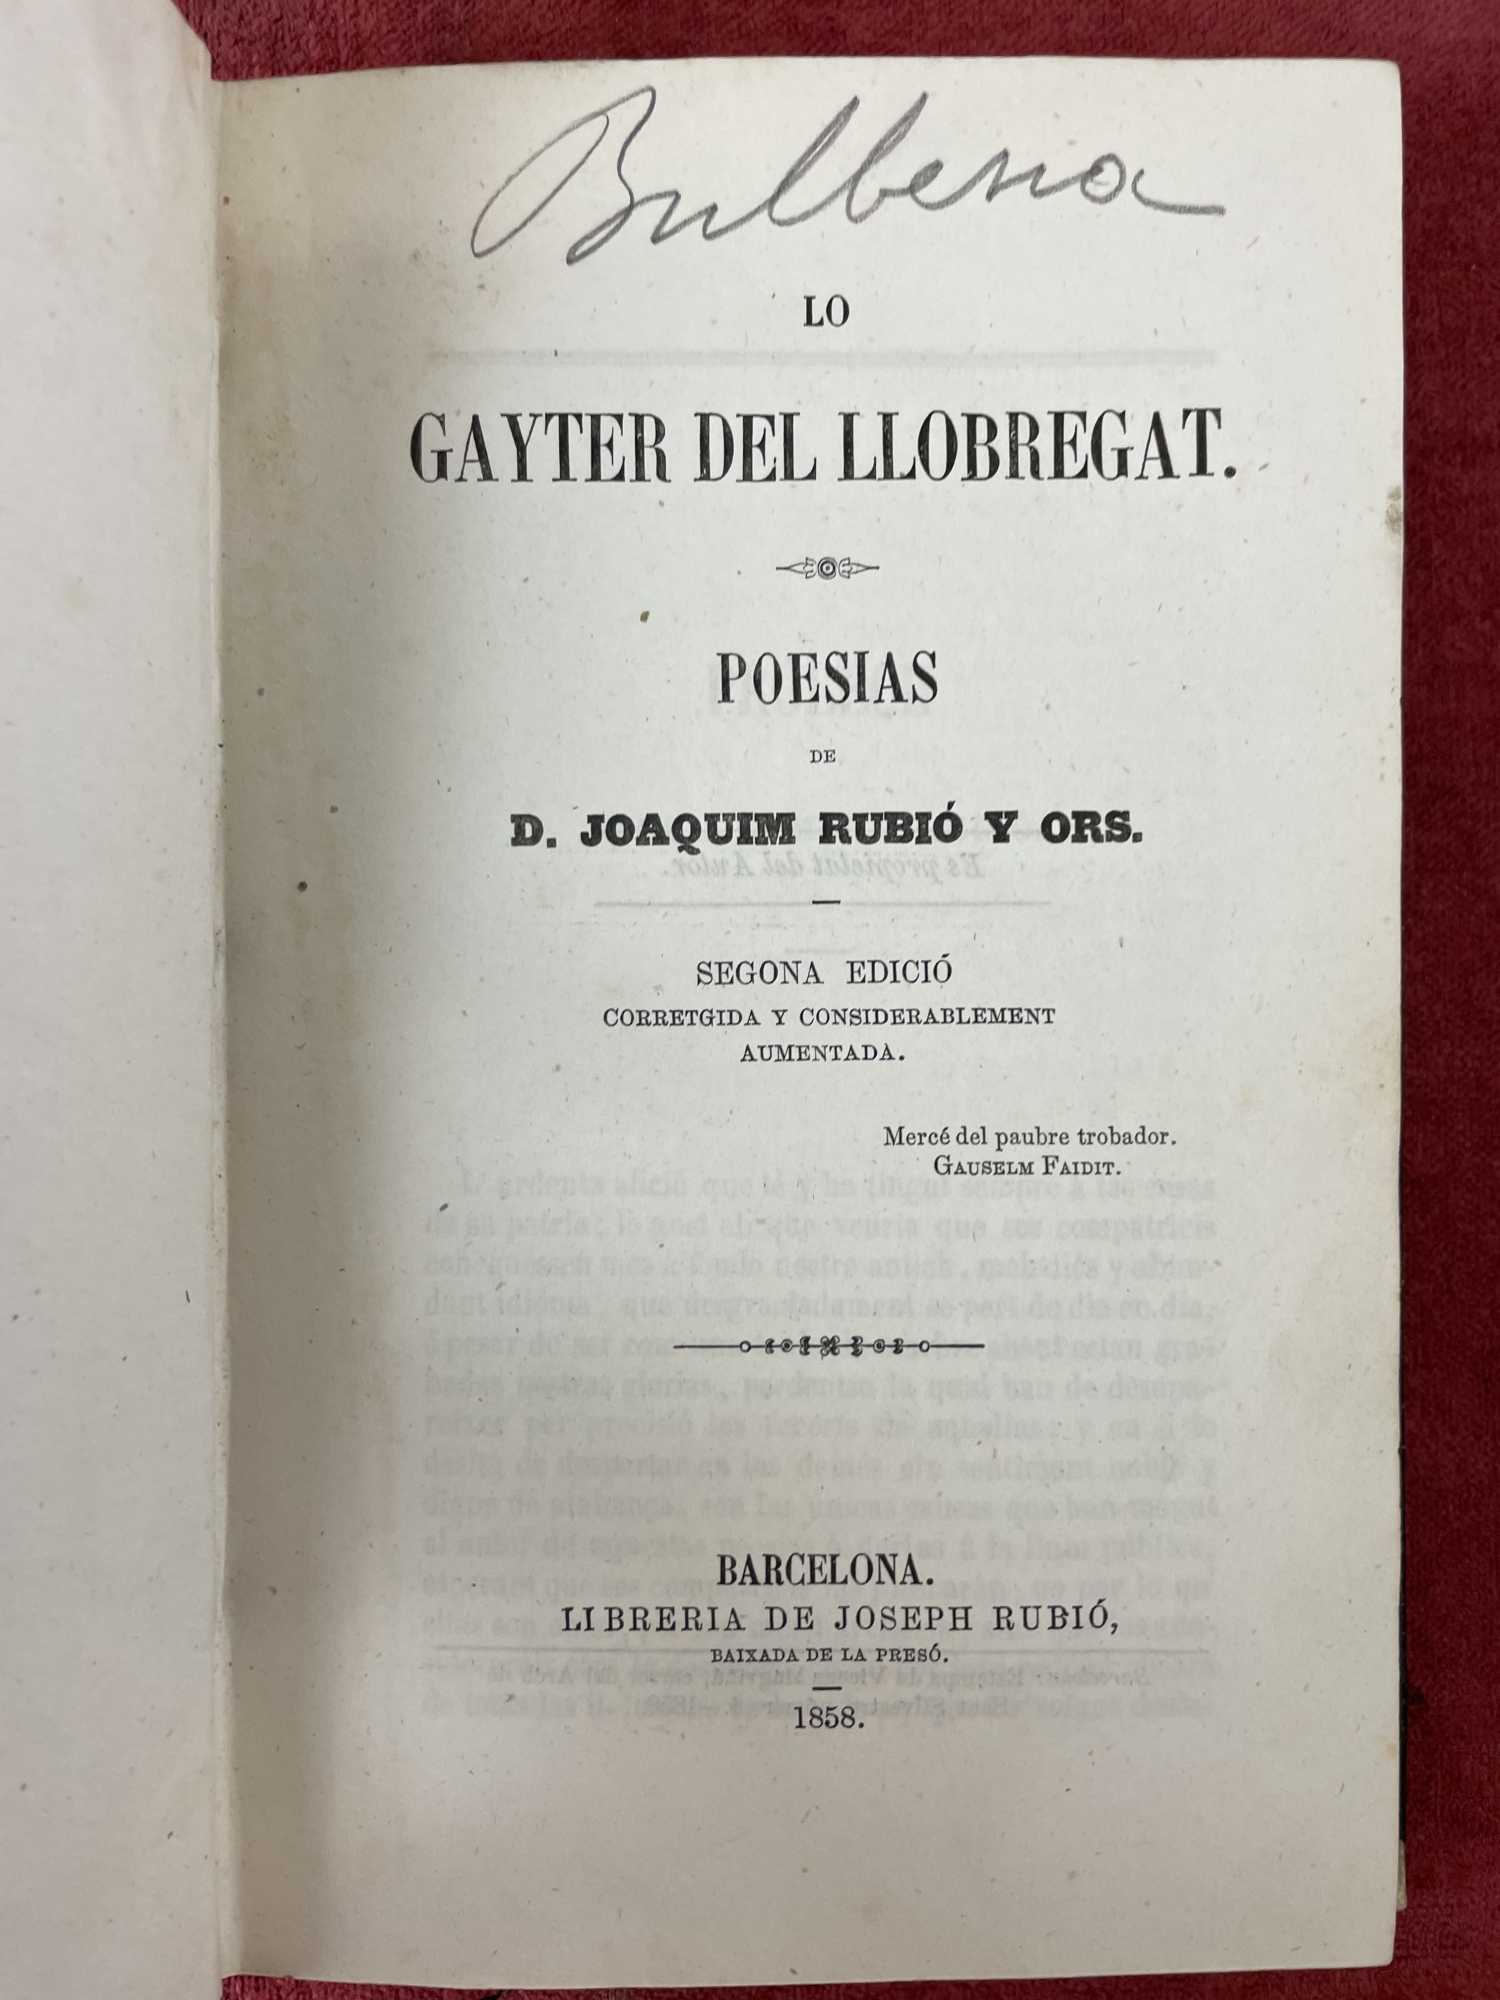 Bulbena
LO
GAYTER DEL LLOBREGAT.
POESIAS
DE
D. JOAQUIM RUBIÓ Y ORS.
SEGONA EDICIÓ
CORRETGIDA Y CONSIDERABLEMENT
AUMENTADA.
Mercé del paubre trobador.
GAUSELM FAIDIT.
BARCELONA.
LIBRERIA DE JOSEPH RUBIÓ,
BAIXADA DE LA PRESÓ.
1858.